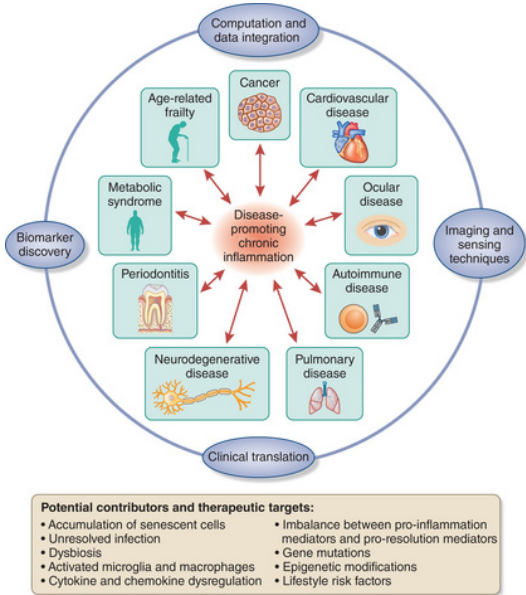 Computation and
data integration
Cancer
Age-related
frailty
Cardiovascular
disease
Metabolic
syndrome
Disease-
promoting
chronic
inflammation
Ocular
disease
Biomarker
discovery
Imaging and
sensing
techniques
Periodontitis
Autoimmune
disease
Neurodegenerative
disease
Pulmonary
disease
Clinical translation
Potential contributors and therapeutic targets:
• Accumulation of senescent cells
• Unresolved infection
• Dysbiosis
• Activated microglia and macrophages
• Cytokine and chemokine dysregulation
• Imbalance between pro-inflammation
mediators and pro-resolution mediators
• Gene mutations
• Epigenetic modifications
• Lifestyle risk factors